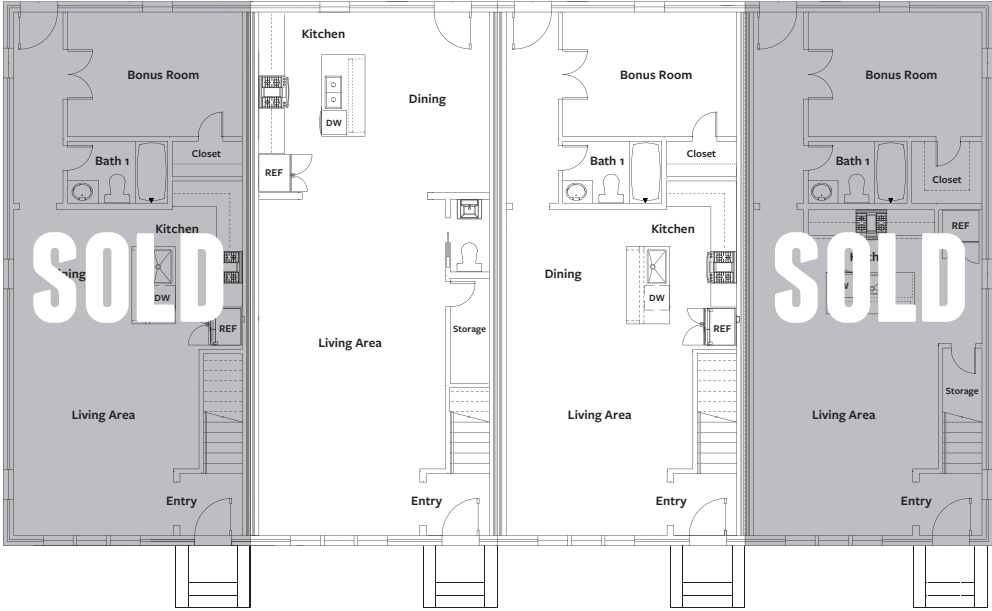 Bonus Room
Bath 1
Closet
Kitchen
DW
REF
Living Area
Entry
SOLD
Kitchen
Dining
DW
REF
Living Area
Storage
Entry
Bonus Room
Bath 1
Closet
Kitchen
Dining
DW
REF
Living Area
Entry
Bonus Room
Bath 1
Closet
REF
SOLD
Living Area
Storage
Entry